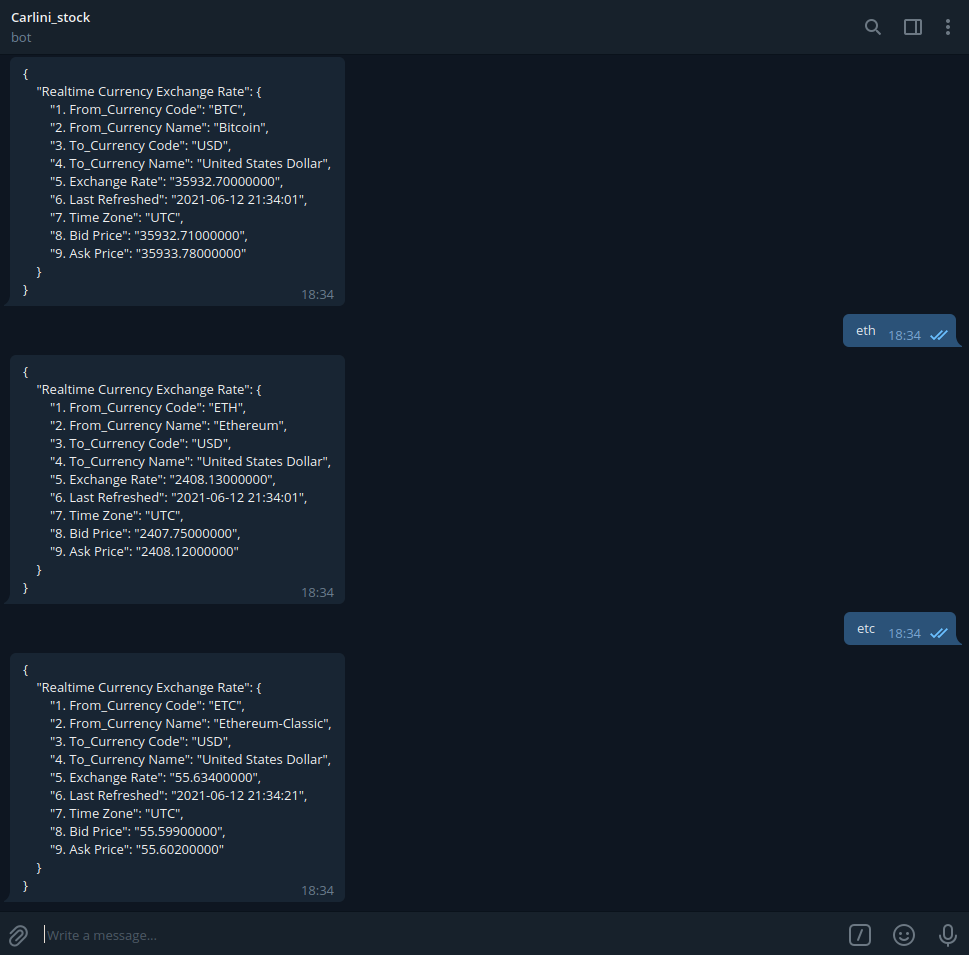 Carlini_stock
bot
{
"Realtime Currency Exchange Rate": {
"1. From_Currency Code": "BTC",
"2. From_Currency Name": "Bitcoin",
"3. To_Currency Code": "USD",
"4. To_Currency Name": "United States Dollar",
"5. Exchange Rate": "35932.70000000",
"6. Last Refreshed": "2021-06-12 21:34:01",
"7. Time Zone": "UTC",
"8. Bid Price": "35932.71000000",
"9. Ask Price": "35933.78000000"
}
}
18:34
eth 18:34
{
"Realtime Currency Exchange Rate": {
"1. From_Currency Code": "ETH",
"2. From_Currency Name": "Ethereum",
"3. To_Currency Code": "USD",
"4. To_Currency Name": "United States Dollar",
"5. Exchange Rate": "2408.13000000",
"6. Last Refreshed": "2021-06-12 21:34:01",
"7. Time Zone": "UTC",
"8. Bid Price": "2407.75000000",
"9. Ask Price": "2408.12000000"
}
}
18:34
etc 18:34
{
"Realtime Currency Exchange Rate": {
"1. From_Currency Code": "ETC",
"2. From_Currency Name": "Ethereum-Classic",
"3. To_Currency Code": "USD",
"4. To_Currency Name": "United States Dollar",
"5. Exchange Rate": "55.63400000",
"6. Last Refreshed": "2021-06-12 21:34:21",
"7. Time Zone": "UTC",
"8. Bid Price": "55.59900000",
"9. Ask Price": "55.60200000"
}
}
18:34
Write a message...